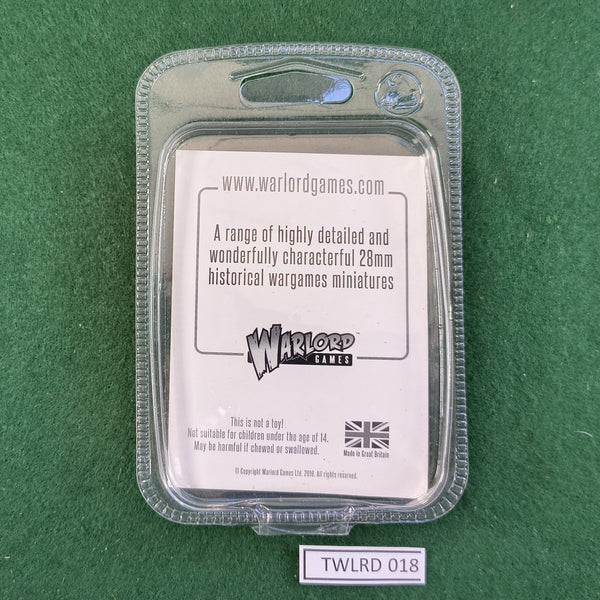 www.warlordgames.com
A range of highly detailed and
wonderfully characterful 28mm
historical wargames miniatures
WARLORD
GAMES
This is not a toy!
Not suitable for children under the age of 14.
May be harmful if chewed or swallowed.
Made in Great Britain
© Copyright Warlord Games Ltd. 2018. All rights reserved.
TWLRD 018